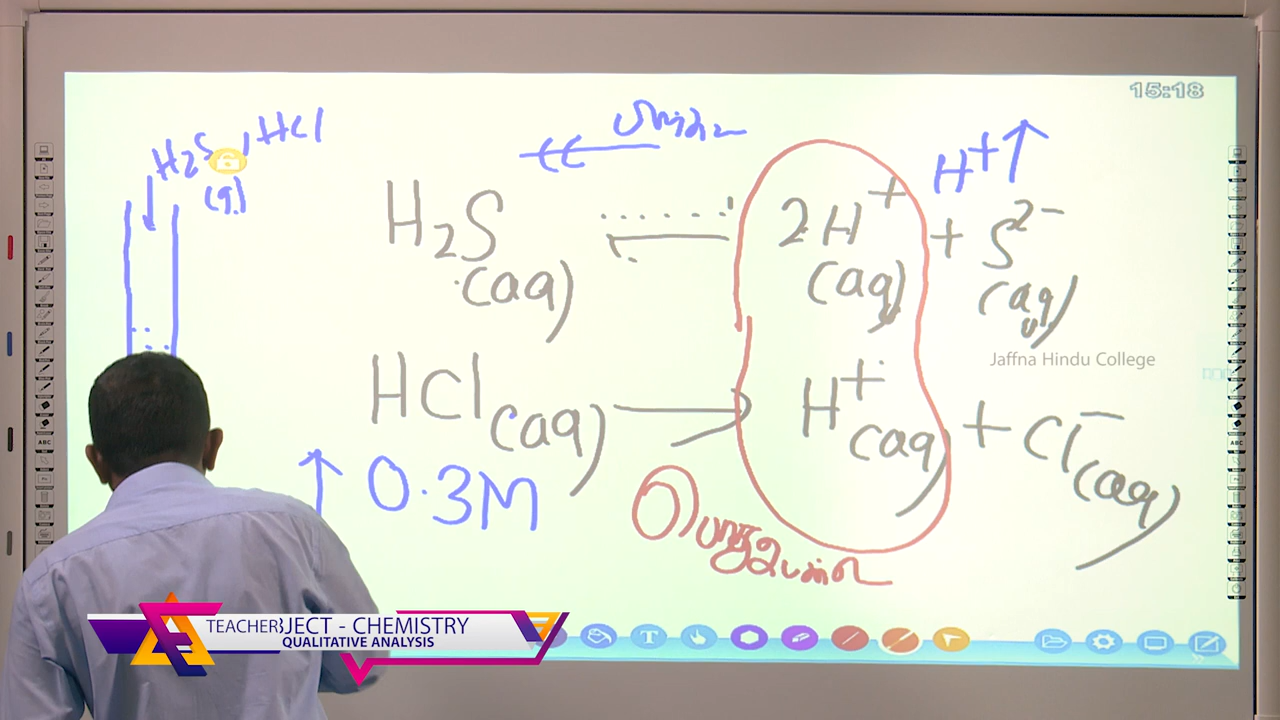 15:18
H₂S(g), HCl
H⁺↑
H₂S(aq) ⇌ 2H⁺(aq) + S²⁻(aq)
Jaffna Hindu College
HCl(aq) → H⁺(aq) + Cl⁻(aq)
↑ 0.3M
TEACHER
JECT - CHEMISTRY
QUALITATIVE ANALYSIS